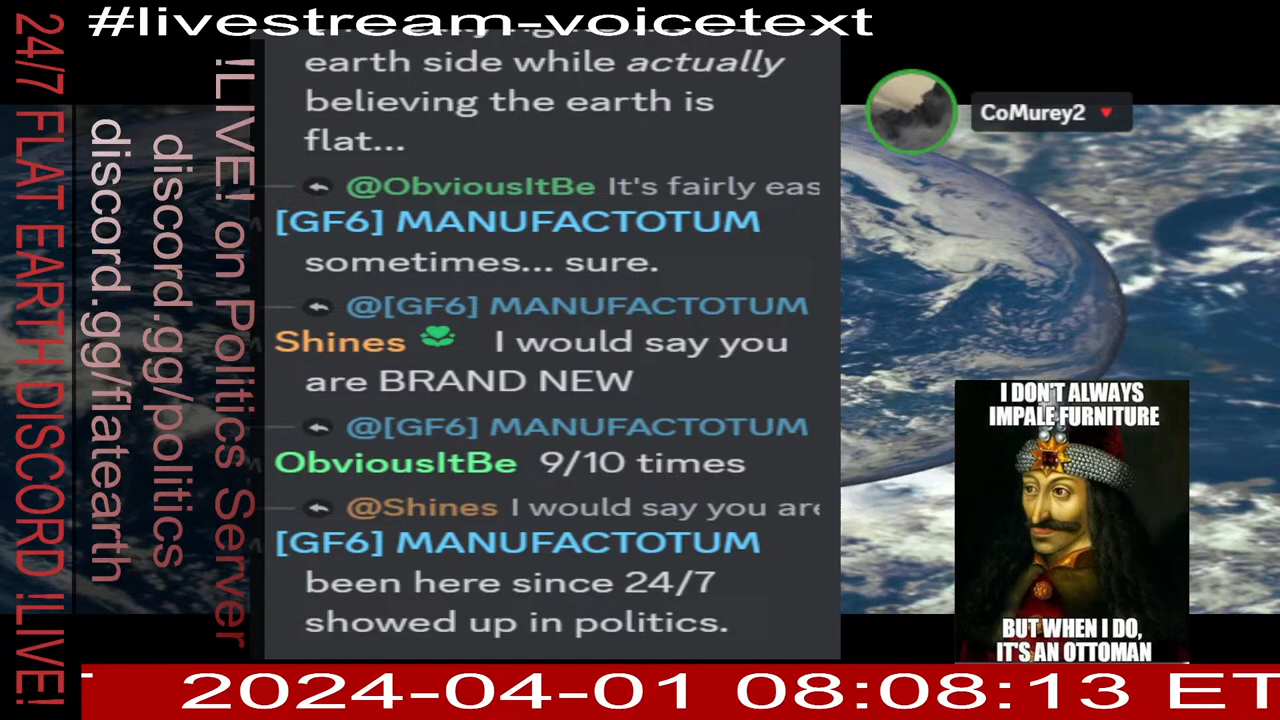 #livestream-voicetext
24/7 FLAT EARTH DISCORD !LIVE!
discord.gg/flatearth
discord.gg/politics
!LIVE! on Politics Server
earth side while actually
believing the earth is
flat...
@ObviousItBe It's fairly eas
[GF6] MANUFACTOTUM
sometimes... sure.
@[GF6] MANUFACTOTUM
Shines I would say you
are BRAND NEW
@[GF6] MANUFACTOTUM
ObviousItBe 9/10 times
@Shines I would say you are
[GF6] MANUFACTOTUM
been here since 24/7
showed up in politics.
CoMurey2
I DON'T ALWAYS
IMPALE FURNITURE
BUT WHEN I DO,
IT'S AN OTTOMAN
2024-04-01 08:08:13 ET